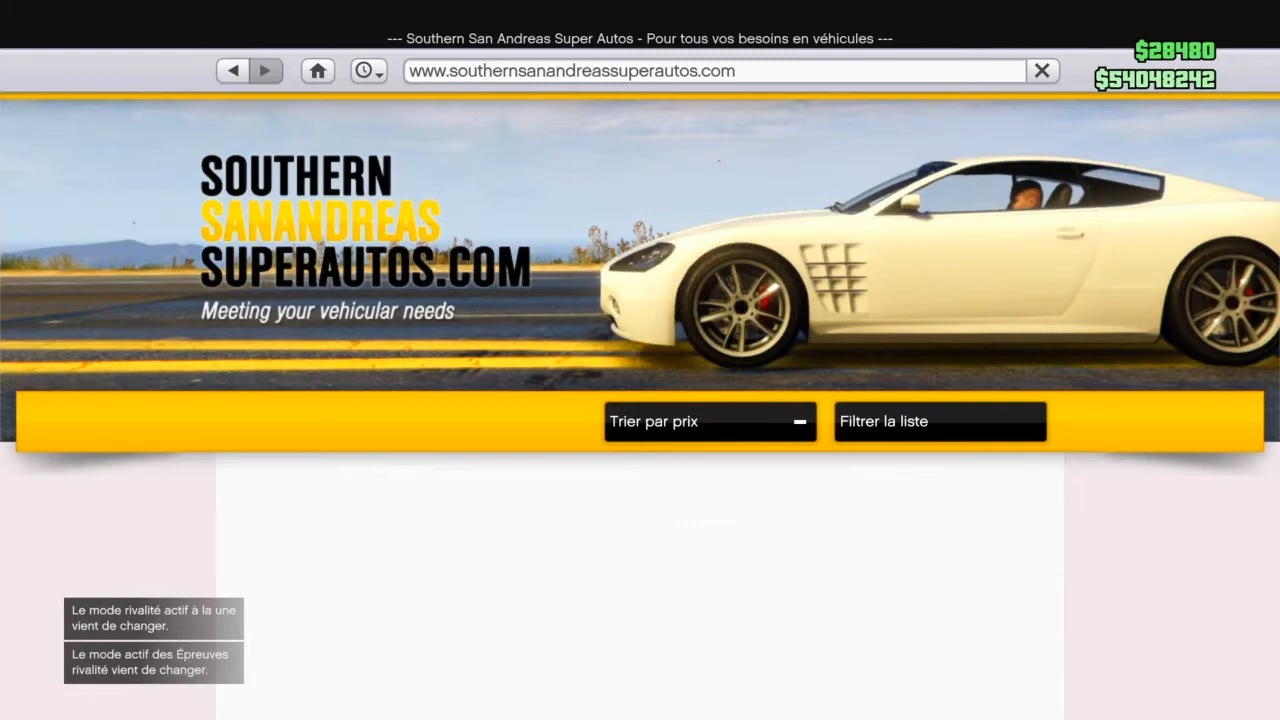 --- Southern San Andreas Super Autos - Pour tous vos besoins en véhicules ---
$28480
www.southernsanandreassuperautos.com
$54048242
SOUTHERN
SANANDREAS
SUPERAUTOS.COM
Meeting your vehicular needs
Trier par prix
Filtrer la liste
Le mode rivalité actif à la une
vient de changer.
Le mode actif des Épreuves
rivalité vient de changer.